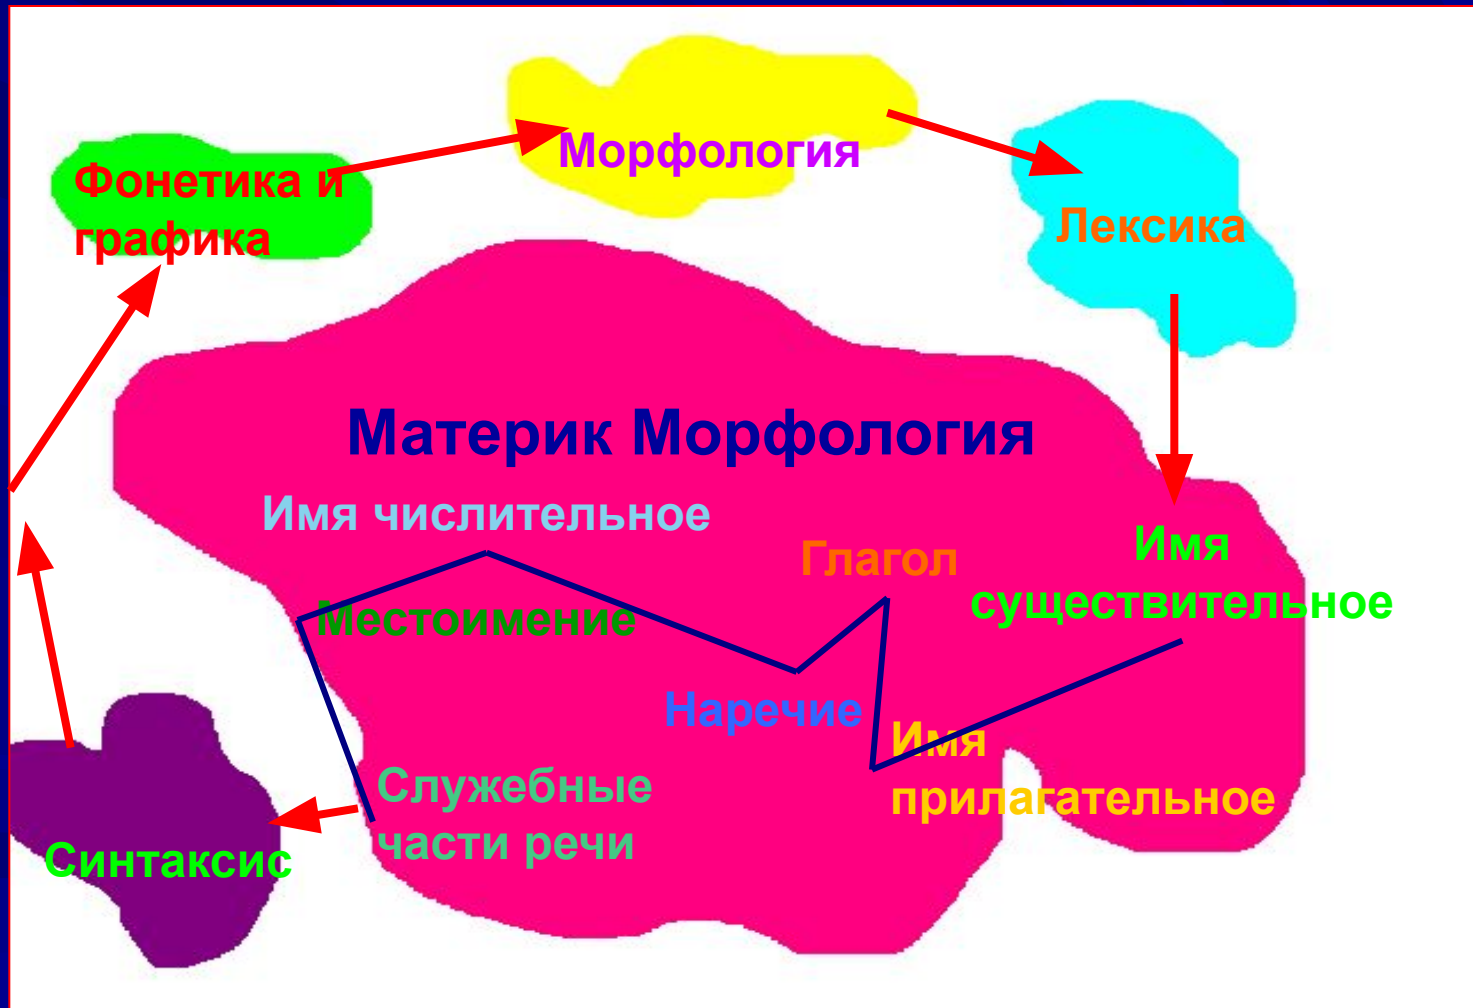 Морфология
Фонетика и
графика
Лексика
Материк Морфология
Имя числительное
Глагол
Имя
существительное
Местоимение
Наречие
Имя
прилагательное
Служебные
части речи
Синтаксис